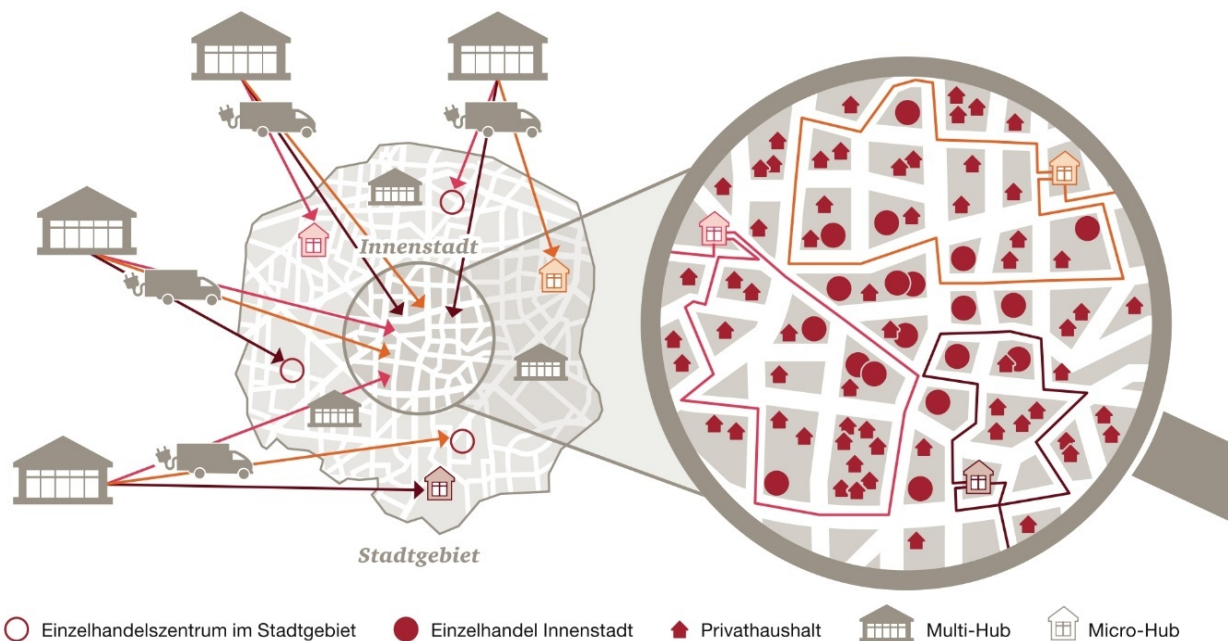 Innenstadt
Stadtgebiet
Einzelhandelszentrum im Stadtgebiet
Einzelhandel Innenstadt
Privathaushalt
Multi-Hub
Micro-Hub